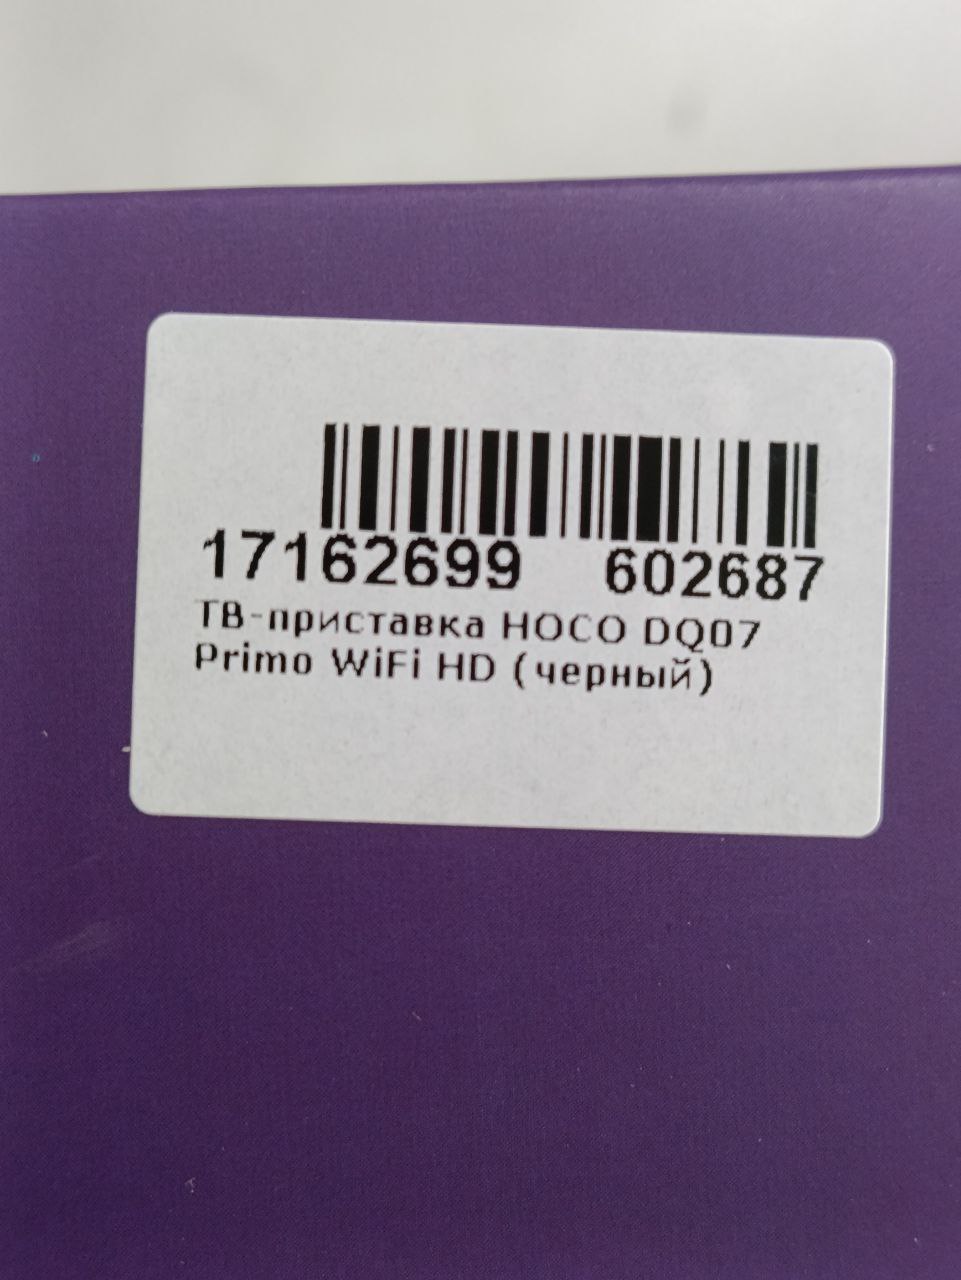 17162699 602687
ТВ-приставка HOCO DQ07
Primo WiFi HD (черный)